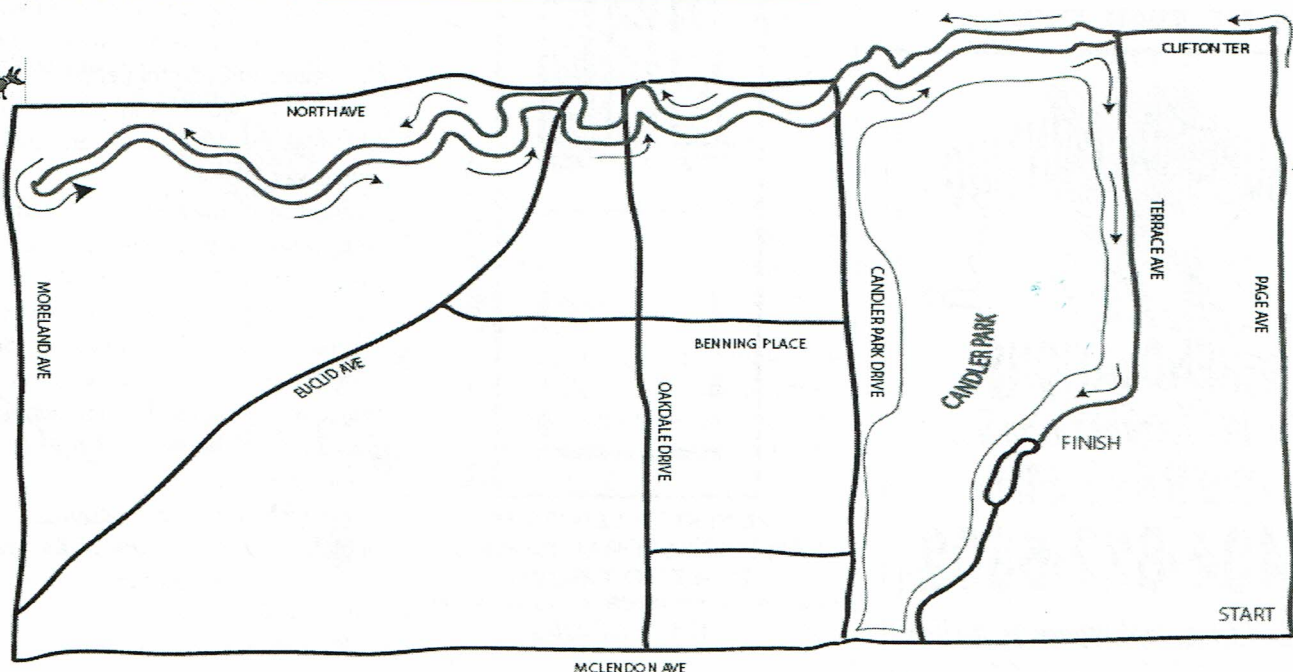 CLIFTON TER
NORTH AVE
TERRACE AVE
MORELAND AVE
CANDLER PARK DRIVE
PAGE AVE
CANDLER PARK
BENNING PLACE
EUCLID AVE
OAKDALE DRIVE
FINISH
START
MCLENDON AVE